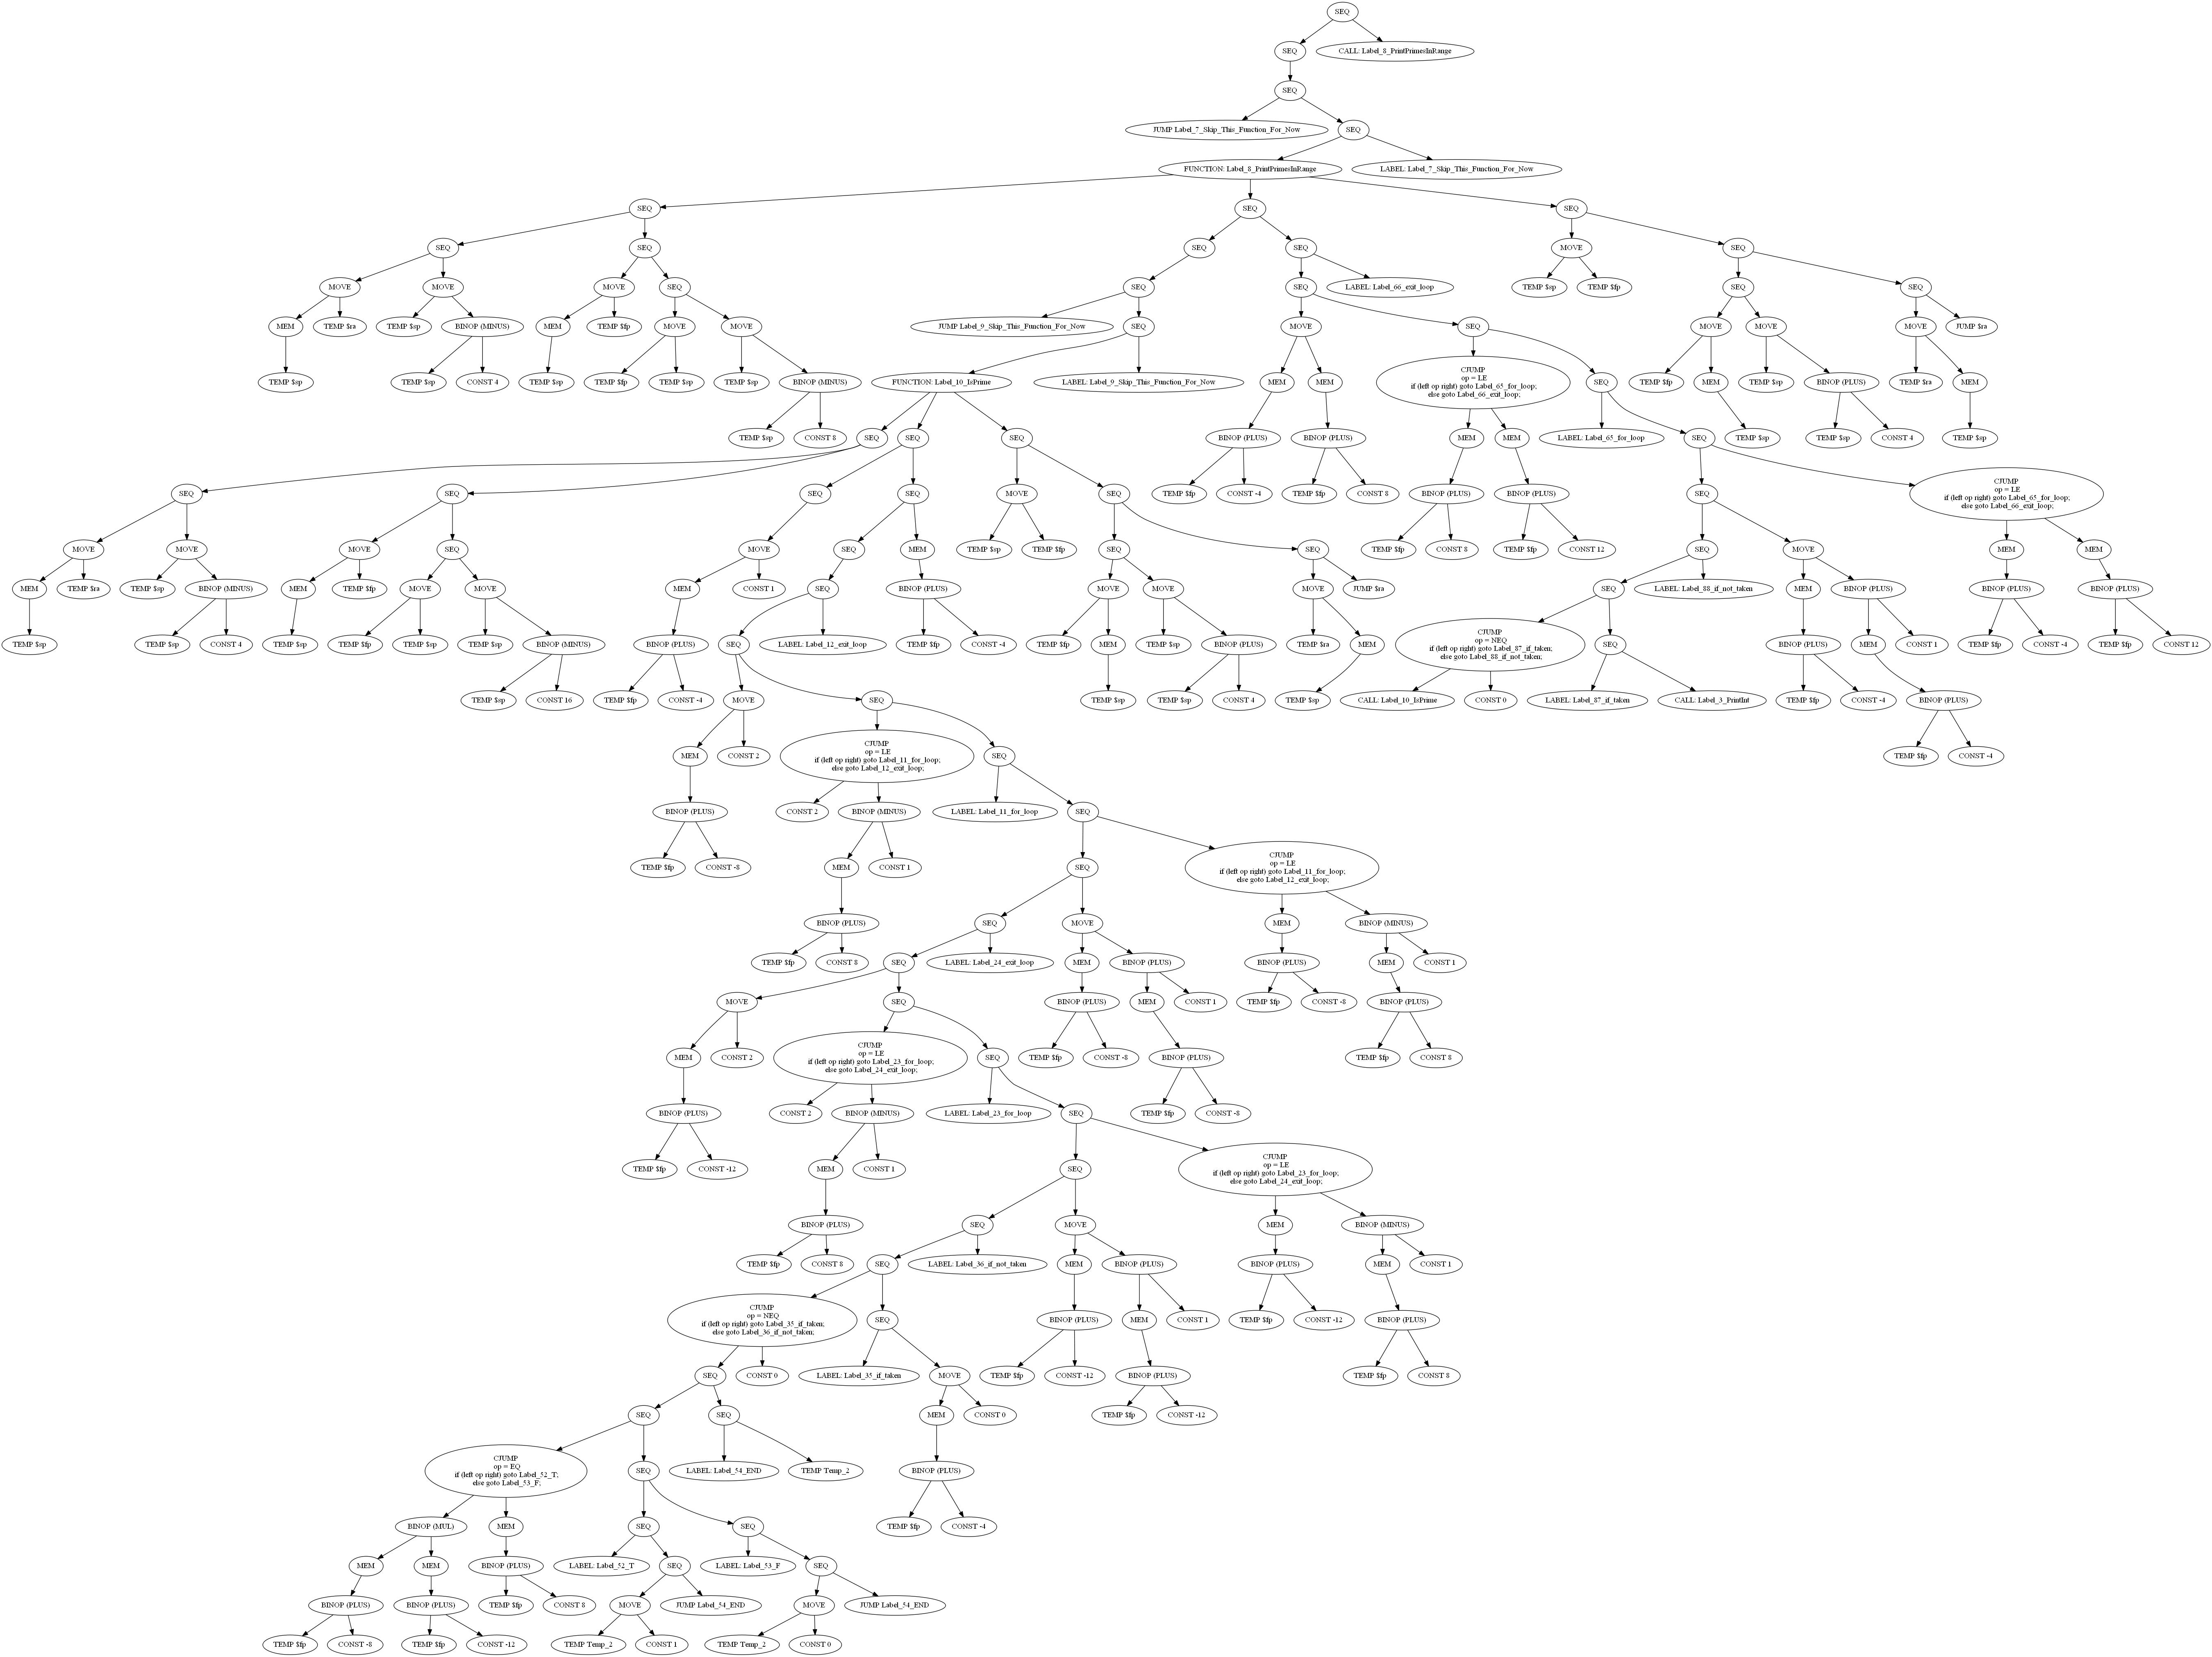 SEQ
SEQ
CALL: Label_8_PrintPrimesInRange
SEQ
JUMP Label_7_Skip_This_Function_For_Now
SEQ
FUNCTION: Label_8_PrintPrimesInRange
LABEL: Label_7_Skip_This_Function_For_Now
SEQ
SEQ
SEQ
SEQ
SEQ
SEQ
SEQ
MOVE
SEQ
MOVE
MOVE
MOVE
SEQ
SEQ
SEQ
LABEL: Label_66_exit_loop
TEMP $sp
TEMP $fp
SEQ
SEQ
MEM
TEMP $ra
TEMP $sp
BINOP (MINUS)
MEM
TEMP $fp
MOVE
MOVE
JUMP Label_9_Skip_This_Function_For_Now
SEQ
MOVE
SEQ
MOVE
MOVE
MOVE
JUMP $ra
TEMP $sp
TEMP $sp
CONST 4
TEMP $sp
TEMP $fp
TEMP $sp
TEMP $sp
BINOP (MINUS)
FUNCTION: Label_10_IsPrime
LABEL: Label_9_Skip_This_Function_For_Now
MEM
MEM
CJUMP
op = LE
if (left op right) goto Label_65_for_loop;
else goto Label_66_exit_loop;
SEQ
TEMP $fp
MEM
TEMP $sp
BINOP (PLUS)
TEMP $ra
MEM
TEMP $sp
CONST 8
SEQ
SEQ
SEQ
BINOP (PLUS)
BINOP (PLUS)
MEM
MEM
LABEL: Label_65_for_loop
SEQ
TEMP $sp
TEMP $sp
CONST 4
TEMP $sp
SEQ
SEQ
SEQ
SEQ
MOVE
SEQ
TEMP $fp
CONST -4
TEMP $fp
CONST 8
BINOP (PLUS)
BINOP (PLUS)
SEQ
CJUMP
op = LE
if (left op right) goto Label_65_for_loop;
else goto Label_66_exit_loop;
MOVE
MOVE
MOVE
SEQ
MOVE
SEQ
MEM
TEMP $sp
TEMP $fp
SEQ
SEQ
TEMP $fp
CONST 8
TEMP $fp
CONST 12
SEQ
MOVE
MEM
MEM
MEM
TEMP $ra
TEMP $sp
BINOP (MINUS)
MEM
TEMP $fp
MOVE
MOVE
MEM
CONST 1
SEQ
BINOP (PLUS)
MOVE
MOVE
MOVE
JUMP $ra
SEQ
LABEL: Label_88_if_not_taken
MEM
BINOP (PLUS)
BINOP (PLUS)
BINOP (PLUS)
TEMP $sp
TEMP $sp
CONST 4
TEMP $sp
TEMP $fp
TEMP $sp
TEMP $sp
BINOP (MINUS)
BINOP (PLUS)
SEQ
LABEL: Label_12_exit_loop
TEMP $fp
CONST -4
TEMP $fp
MEM
TEMP $sp
BINOP (PLUS)
TEMP $ra
MEM
CJUMP
op = NEQ
if (left op right) goto Label_87_if_taken;
else goto Label_88_if_not_taken;
SEQ
BINOP (PLUS)
MEM
CONST 1
TEMP $fp
CONST -4
TEMP $fp
CONST 12
TEMP $sp
CONST 16
TEMP $fp
CONST -4
MOVE
SEQ
TEMP $sp
TEMP $sp
CONST 4
TEMP $sp
CALL: Label_10_IsPrime
CONST 0
LABEL: Label_87_if_taken
CALL: Label_3_PrintInt
TEMP $fp
CONST -4
BINOP (PLUS)
MEM
CONST 2
CJUMP
op = LE
if (left op right) goto Label_11_for_loop;
else goto Label_12_exit_loop;
SEQ
TEMP $fp
CONST -4
BINOP (PLUS)
CONST 2
BINOP (MINUS)
LABEL: Label_11_for_loop
SEQ
TEMP $fp
CONST -8
MEM
CONST 1
SEQ
CJUMP
op = LE
if (left op right) goto Label_11_for_loop;
else goto Label_12_exit_loop;
BINOP (PLUS)
SEQ
MOVE
MEM
BINOP (MINUS)
TEMP $fp
CONST 8
SEQ
LABEL: Label_24_exit_loop
MEM
BINOP (PLUS)
BINOP (PLUS)
MEM
CONST 1
MOVE
SEQ
BINOP (PLUS)
MEM
CONST 1
TEMP $fp
CONST -8
BINOP (PLUS)
MEM
CONST 2
CJUMP
op = LE
if (left op right) goto Label_23_for_loop;
else goto Label_24_exit_loop;
SEQ
TEMP $fp
CONST -8
BINOP (PLUS)
TEMP $fp
CONST 8
BINOP (PLUS)
CONST 2
BINOP (MINUS)
LABEL: Label_23_for_loop
SEQ
TEMP $fp
CONST -8
TEMP $fp
CONST -12
MEM
CONST 1
SEQ
CJUMP
op = LE
if (left op right) goto Label_23_for_loop;
else goto Label_24_exit_loop;
BINOP (PLUS)
SEQ
MOVE
MEM
BINOP (MINUS)
TEMP $fp
CONST 8
SEQ
LABEL: Label_36_if_not_taken
MEM
BINOP (PLUS)
BINOP (PLUS)
MEM
CONST 1
CJUMP
op = NEQ
if (left op right) goto Label_35_if_taken;
else goto Label_36_if_not_taken;
SEQ
BINOP (PLUS)
MEM
CONST 1
TEMP $fp
CONST -12
BINOP (PLUS)
SEQ
CONST 0
LABEL: Label_35_if_taken
MOVE
TEMP $fp
CONST -12
BINOP (PLUS)
TEMP $fp
CONST 8
SEQ
SEQ
MEM
CONST 0
TEMP $fp
CONST -12
CJUMP
op = EQ
if (left op right) goto Label_52_T;
else goto Label_53_F;
SEQ
LABEL: Label_54_END
TEMP Temp_2
BINOP (PLUS)
BINOP (MUL)
MEM
SEQ
SEQ
TEMP $fp
CONST -4
MEM
MEM
BINOP (PLUS)
LABEL: Label_52_T
SEQ
LABEL: Label_53_F
SEQ
BINOP (PLUS)
BINOP (PLUS)
TEMP $fp
CONST 8
MOVE
JUMP Label_54_END
MOVE
JUMP Label_54_END
TEMP $fp
CONST -8
TEMP $fp
CONST -12
TEMP Temp_2
CONST 1
TEMP Temp_2
CONST 0